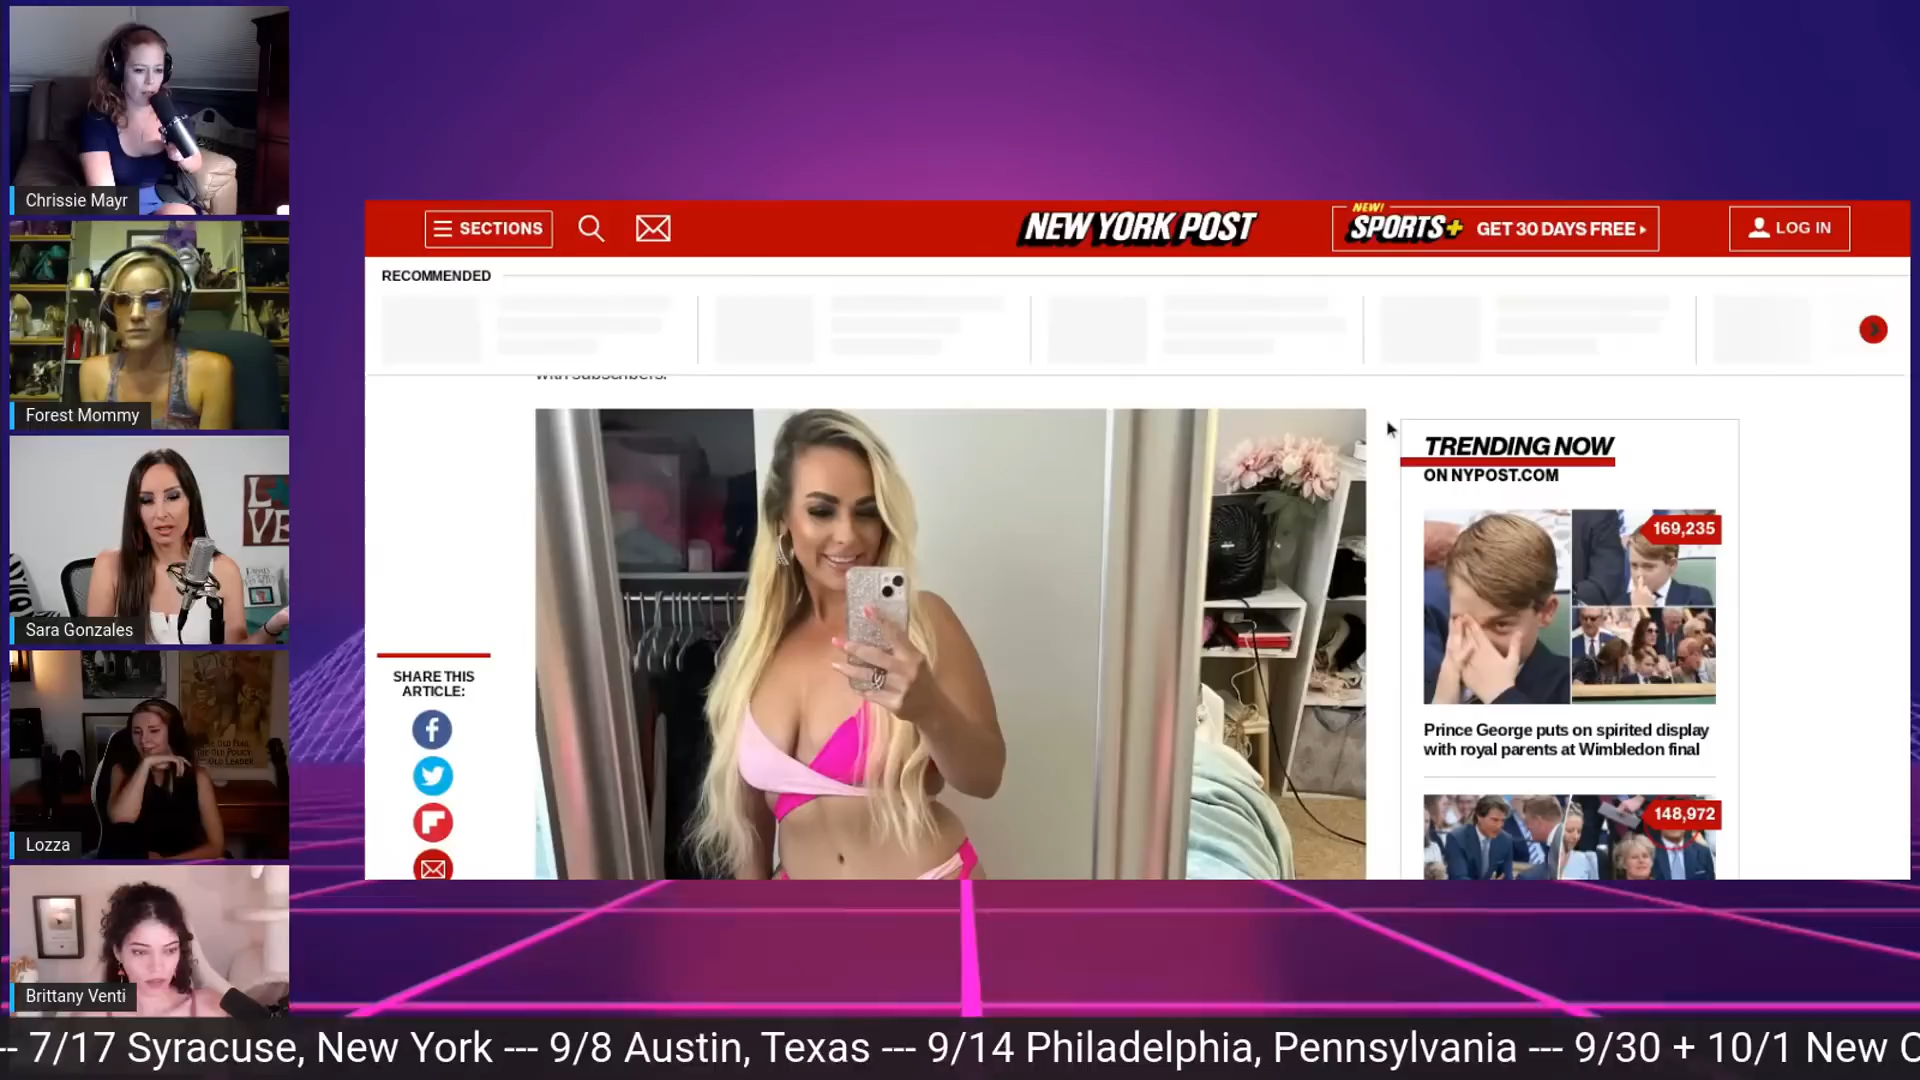 Chrissie Mayr
Forest Mommy
Sara Gonzales
Lozza
Brittany Venti
SECTIONS
NEW YORK POST
NEW!
SPORTS+ GET 30 DAYS FREE
LOG IN
RECOMMENDED
with subscribers.
SHARE THIS
ARTICLE:
TRENDING NOW
ON NYPOST.COM
169,235
Prince George puts on spirited display
with royal parents at Wimbledon final
148,972
-- 7/17 Syracuse, New York --- 9/8 Austin, Texas --- 9/14 Philadelphia, Pennsylvania --- 9/30 + 10/1 New